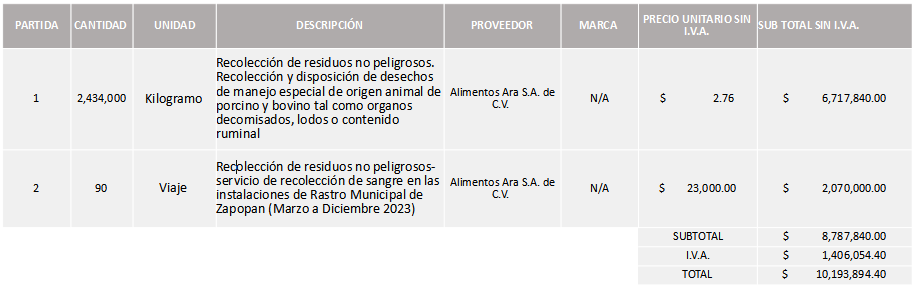 PARTIDA CANTIDAD UNIDAD DESCRIPCIÓN PROVEEDOR MARCA PRECIO UNITARIO SIN I.V.A. SUB TOTAL SIN I.V.A.
Recolección de residuos no peligrosos.
Recolección y disposición de desechos
de manejo especial de origen animal de
1 2,434,000 Kilogramo porcino y bovino tal como organos Alimentos Ara S.A. de C.V. N/A $ 2.76 $ 6,717,840.00
decomisados, lodos o contenido
ruminal
Recolección de residuos no peligrosos-
servicio de recolección de sangre en las
2 90 Viaje instalaciones de Rastro Municipal de Alimentos Ara S.A. de C.V. N/A $ 23,000.00 $ 2,070,000.00
Zapopan (Marzo a Diciembre 2023)
SUBTOTAL $ 8,787,840.00
I.V.A. $ 1,406,054.40
TOTAL $ 10,193,894.40